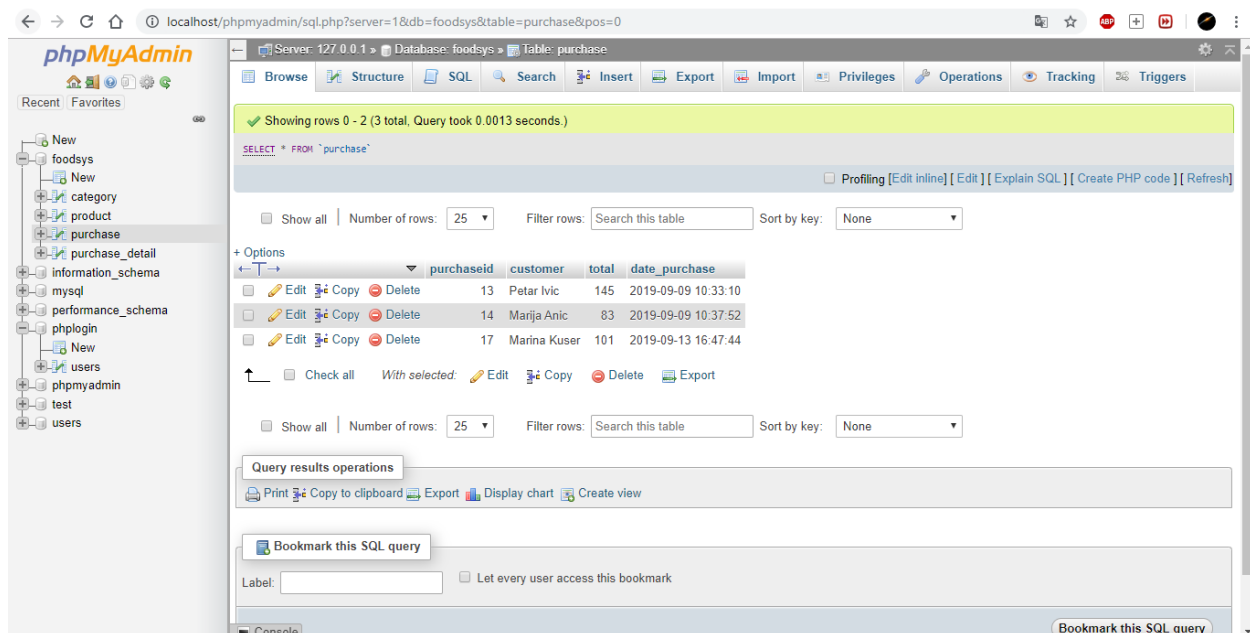 localhost/phpmyadmin/sql.php?server=1&db=foodsys&table=purchase&pos=0
ABP
phpMyAdmin
Recent Favorites
New
foodsys
New
category
product
purchase
purchase_detail
information_schema
mysql
performance_schema
phplogin
New
users
phpmyadmin
test
users
Server: 127.0.0.1 » Database: foodsys » Table: purchase
Browse Structure SQL Search Insert Export Import Privileges Operations Tracking Triggers
Showing rows 0 - 2 (3 total, Query took 0.0013 seconds.)
SELECT * FROM `purchase`
Profiling [Edit inline] [ Edit ] [ Explain SQL ] [ Create PHP code ] [ Refresh]
Show all Number of rows: 25 Filter rows: Search this table Sort by key: None
+ Options
←T→ purchaseid customer total date_purchase
Edit Copy Delete 13 Petar Ivic 145 2019-09-09 10:33:10
Edit Copy Delete 14 Marija Anic 83 2019-09-09 10:37:52
Edit Copy Delete 17 Marina Kuser 101 2019-09-13 16:47:44
Check all With selected: Edit Copy Delete Export
Show all Number of rows: 25 Filter rows: Search this table Sort by key: None
Query results operations
Print Copy to clipboard Export Display chart Create view
Bookmark this SQL query
Label: Let every user access this bookmark
Console
Bookmark this SQL query